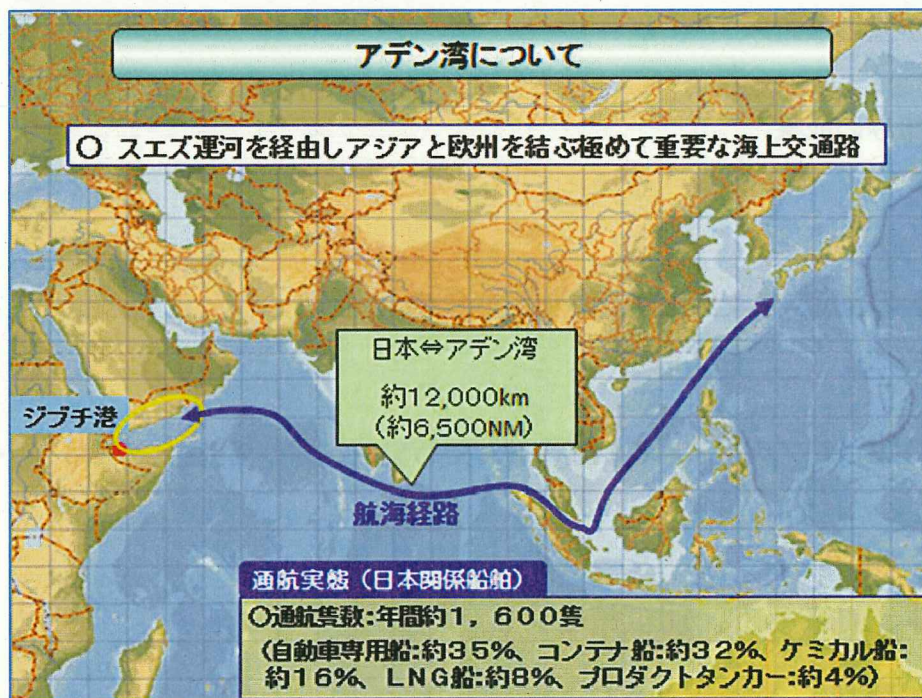 アデン湾について
○ スエズ運河を経由しアジアと欧州を結ぶ極めて重要な海上交通路
日本⇔アデン湾
約12,000km
(約6,500NM)
ジブチ港
航海経路
通航実態（日本関係船舶）
○通航隻数:年間約1，600隻
(自動車専用船:約35%、コンテナ船:約32%、ケミカル船:
約16%、LNG船:約8%、プロダクトタンカー:約4%)